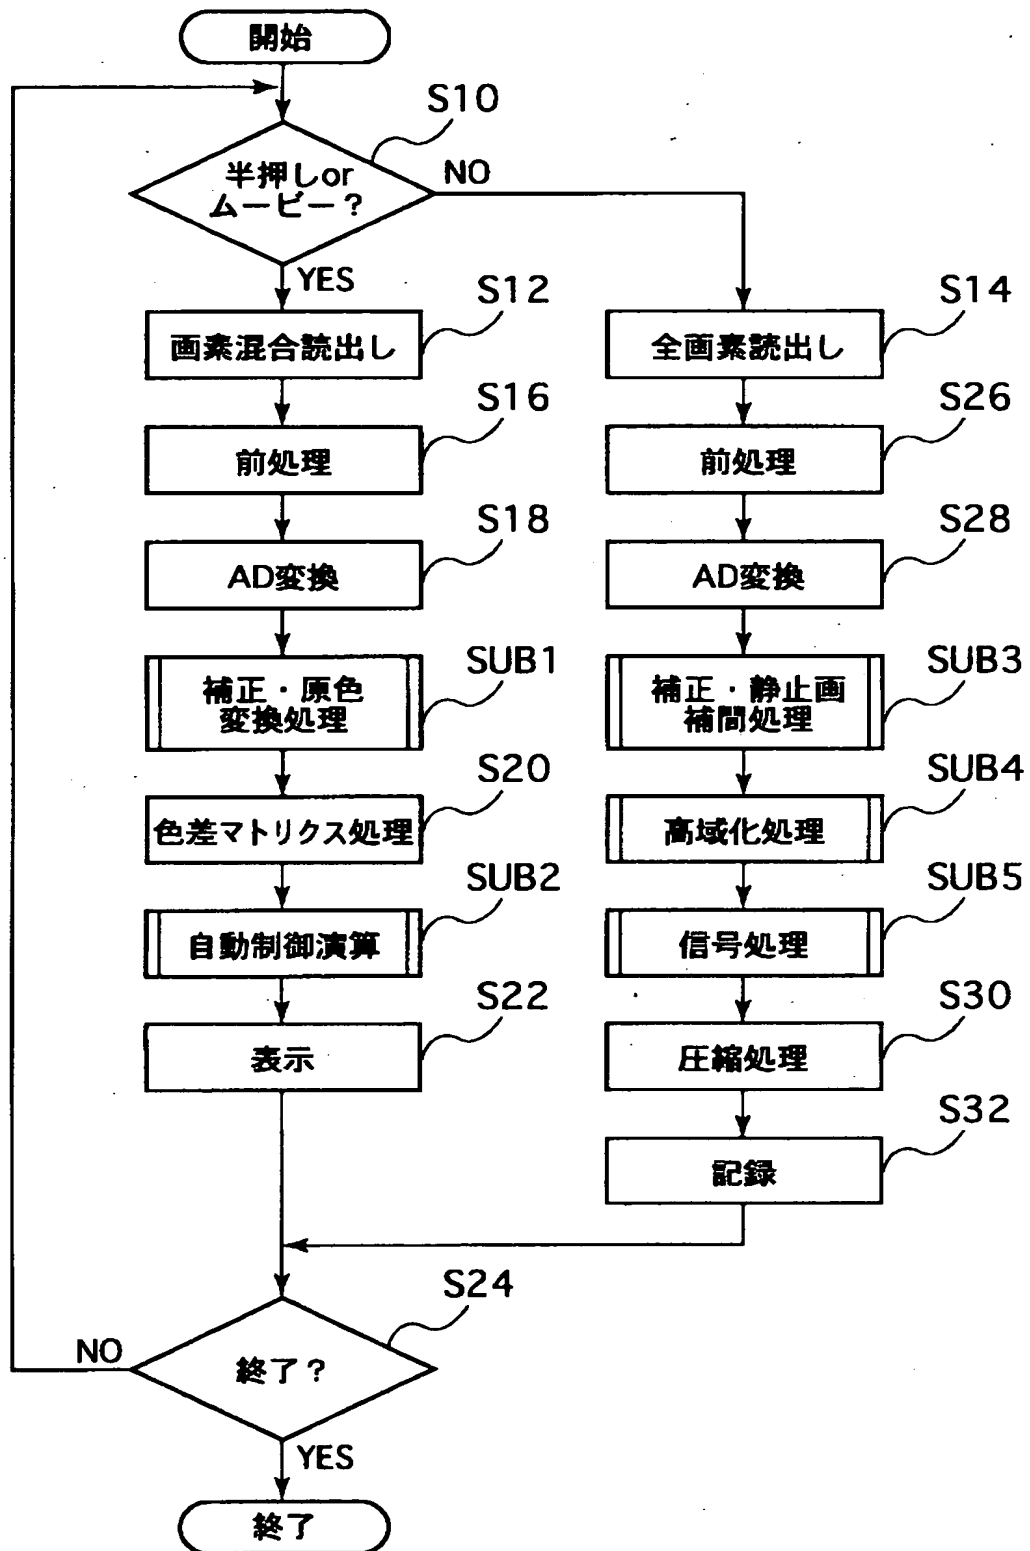 開始
S10
半押しor
ムービー？
NO
YES
S12
画素混合読出し
S14
全画素読出し
S16
前処理
S26
前処理
S18
AD変換
S28
AD変換
SUB1
補正・原色
変換処理
SUB3
補正・静止画
補間処理
S20
色差マトリクス処理
SUB4
高域化処理
SUB2
自動制御演算
SUB5
信号処理
S22
表示
S30
圧縮処理
S32
記録
S24
終了？
NO
YES
終了